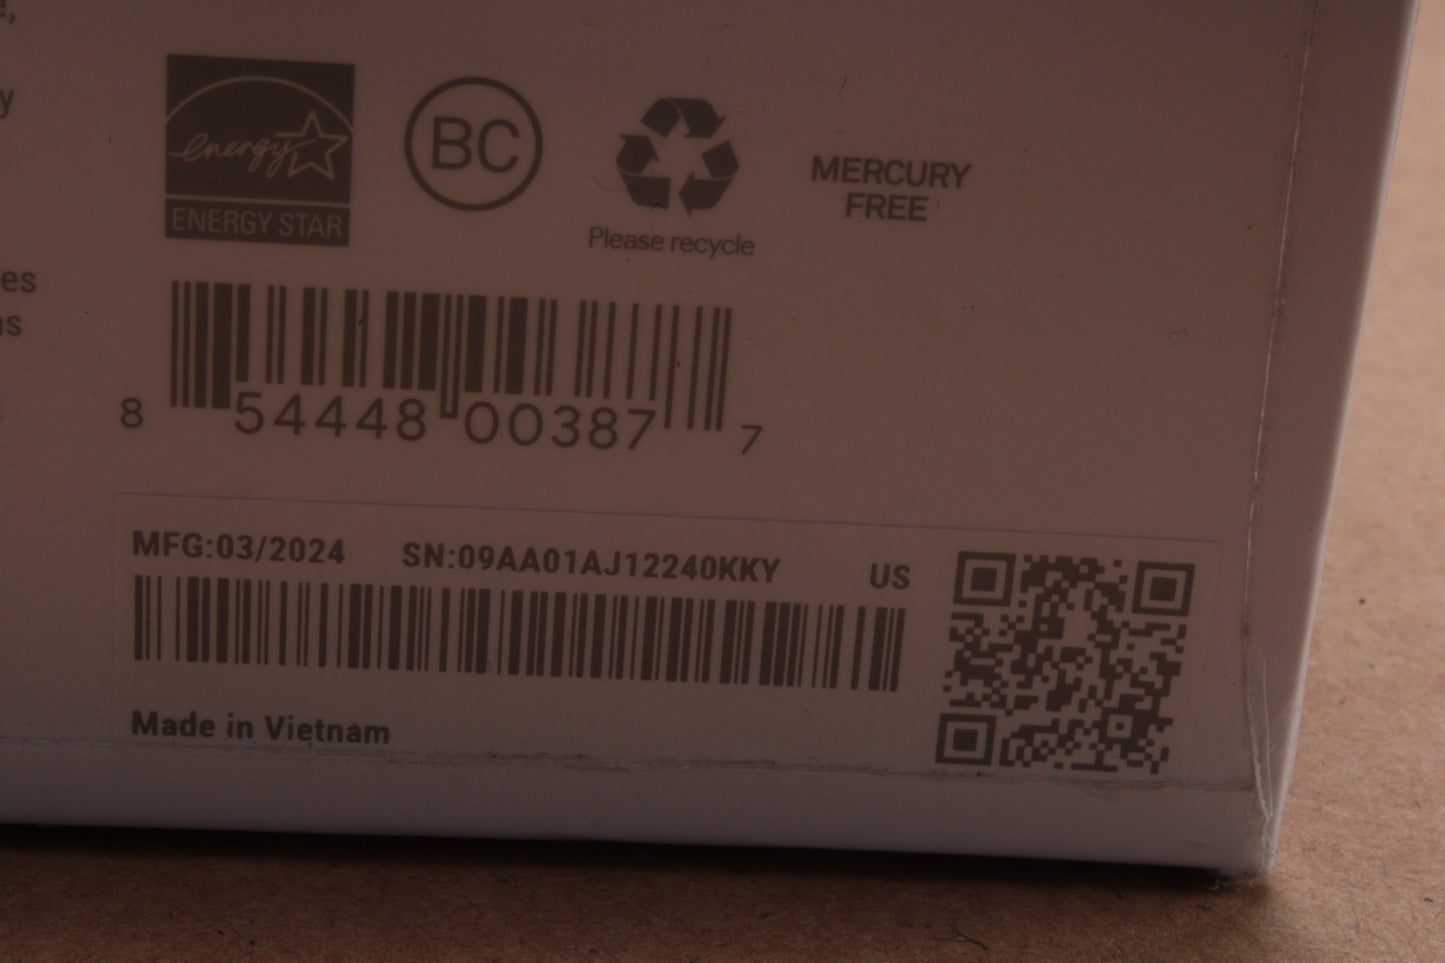 y
es
energy
ENERGY STAR
BC
Please recycle
MERCURY
FREE
8 54448 00387 7
MFG:03/2024 SN:09AA01AJ12240KKY US
Made in Vietnam